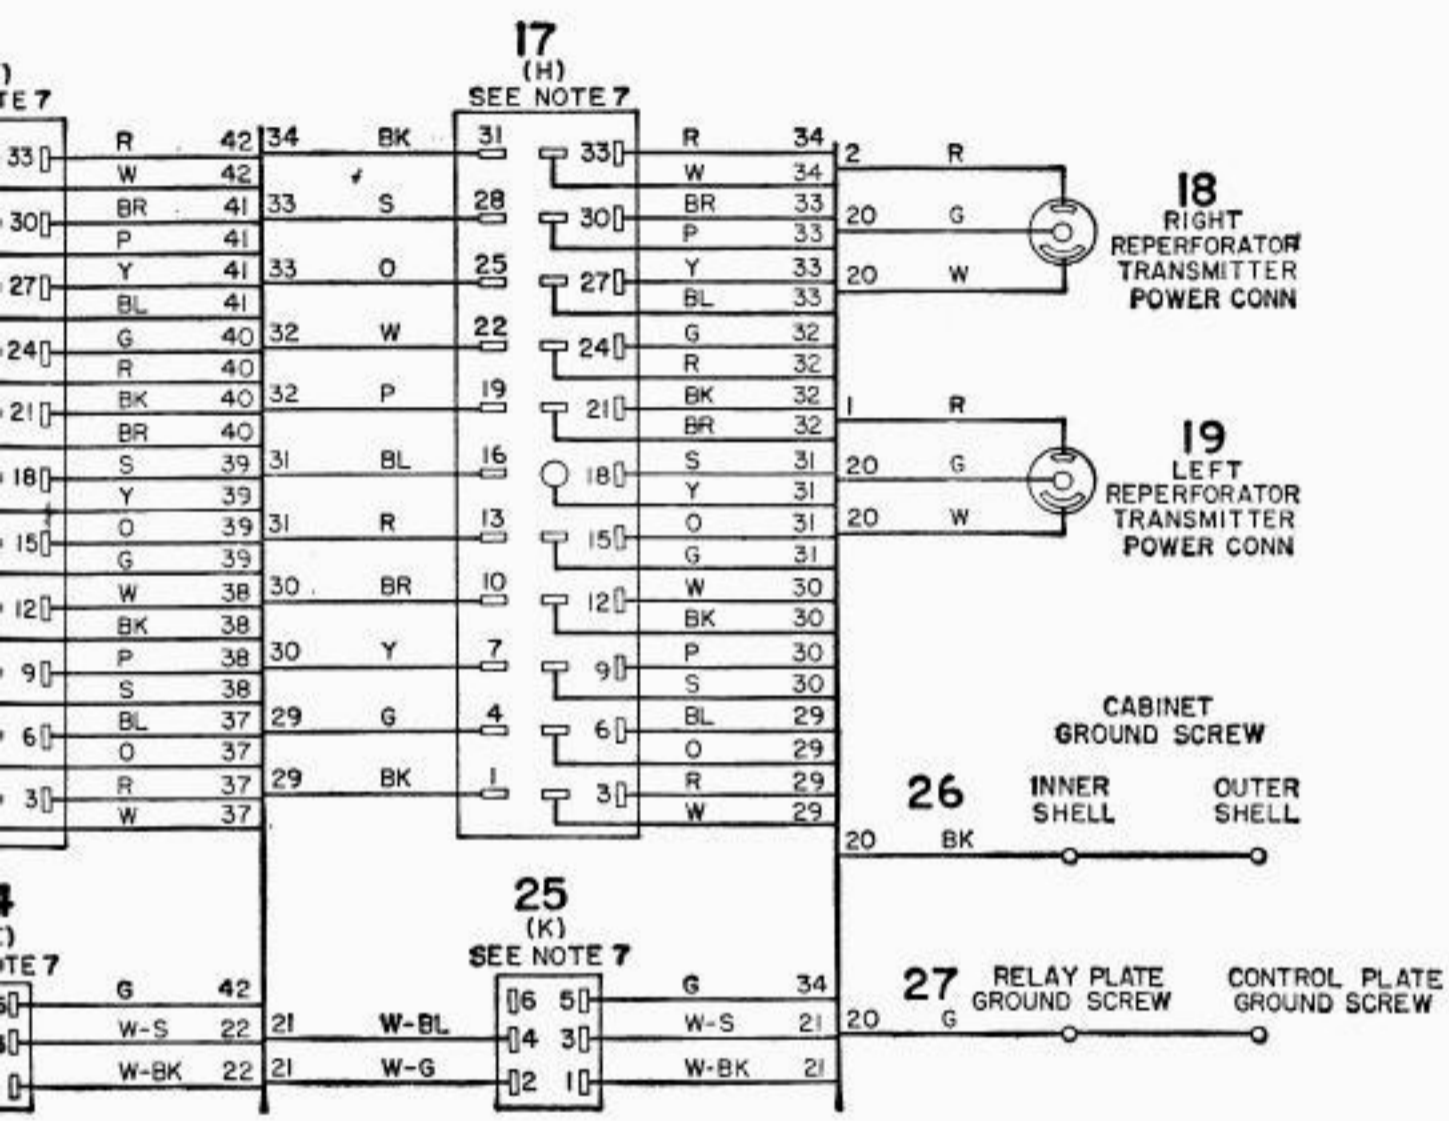 17
(H)
SEE NOTE 7
)
TE 7
33 R 42 34 BK 31 33 R 34 2 R
W 42 W 34
18
RIGHT
REPERFORATOR
TRANSMITTER
POWER CONN
30 BR 41 33 S 28 30 BR 33 20 G
P 41 P 33
27 Y 41 33 O 25 27 Y 33 20 W
BL 41 BL 33
24 G 40 32 W 22 24 G 32
R 40 R 32
21 BK 40 32 P 19 21 BK 32 1 R
BR 40 BR 32
19
LEFT
REPERFORATOR
TRANSMITTER
POWER CONN
18 S 39 31 BL 16 18 S 31 20 G
Y 39 Y 31
15 O 39 31 R 13 15 O 31 20 W
G 39 G 31
12 W 38 30 BR 10 12 W 30
BK 38 BK 30
9 P 38 30 Y 7 9 P 30
S 38 S 30
6 BL 37 29 G 4 6 BL 29
O 37 O 29
3 R 37 29 BK 1 3 R 29
W 37 W 29
CABINET
GROUND SCREW
26 INNER SHELL OUTER SHELL
20 BK
4
)
TE 7
25
(K)
SEE NOTE 7
G 42 6 5 G 34
W-S 22 21 W-BL 4 3 W-S 21 20 G
W-BK 22 21 W-G 2 1 W-BK 21
27 RELAY PLATE GROUND SCREW CONTROL PLATE GROUND SCREW